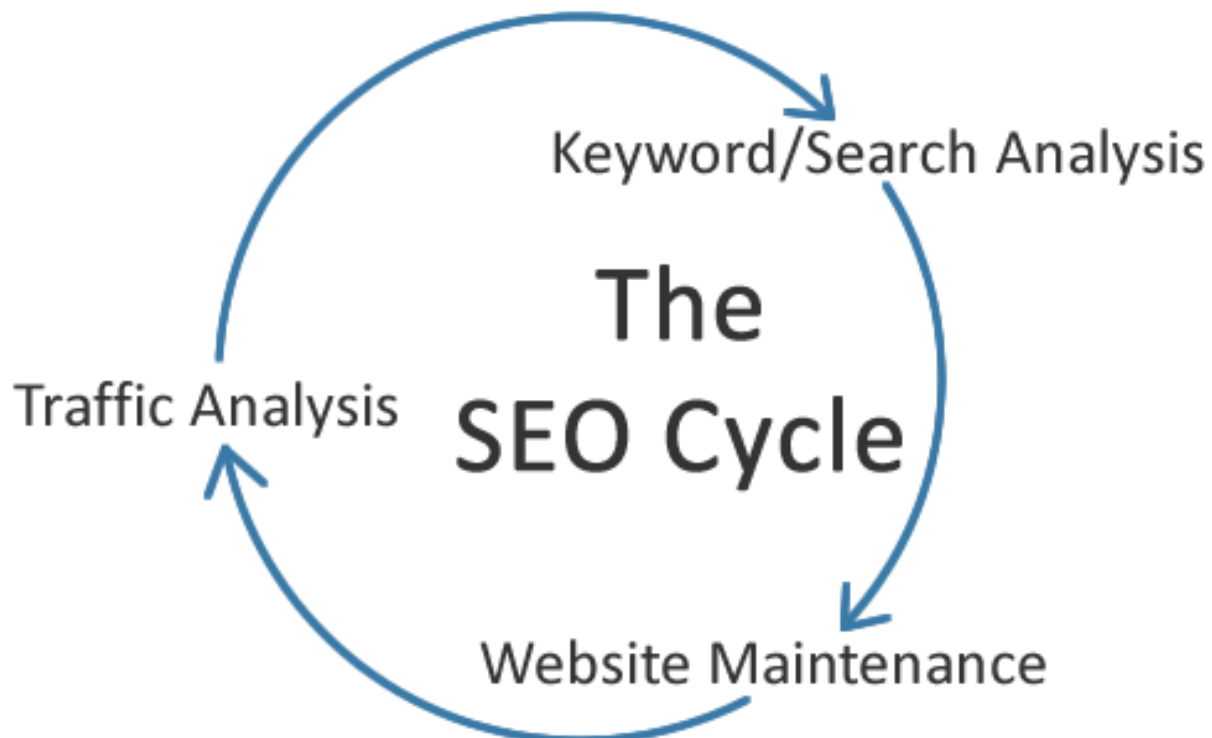 Keyword/Search Analysis
The
SEO Cycle
Traffic Analysis
Website Maintenance